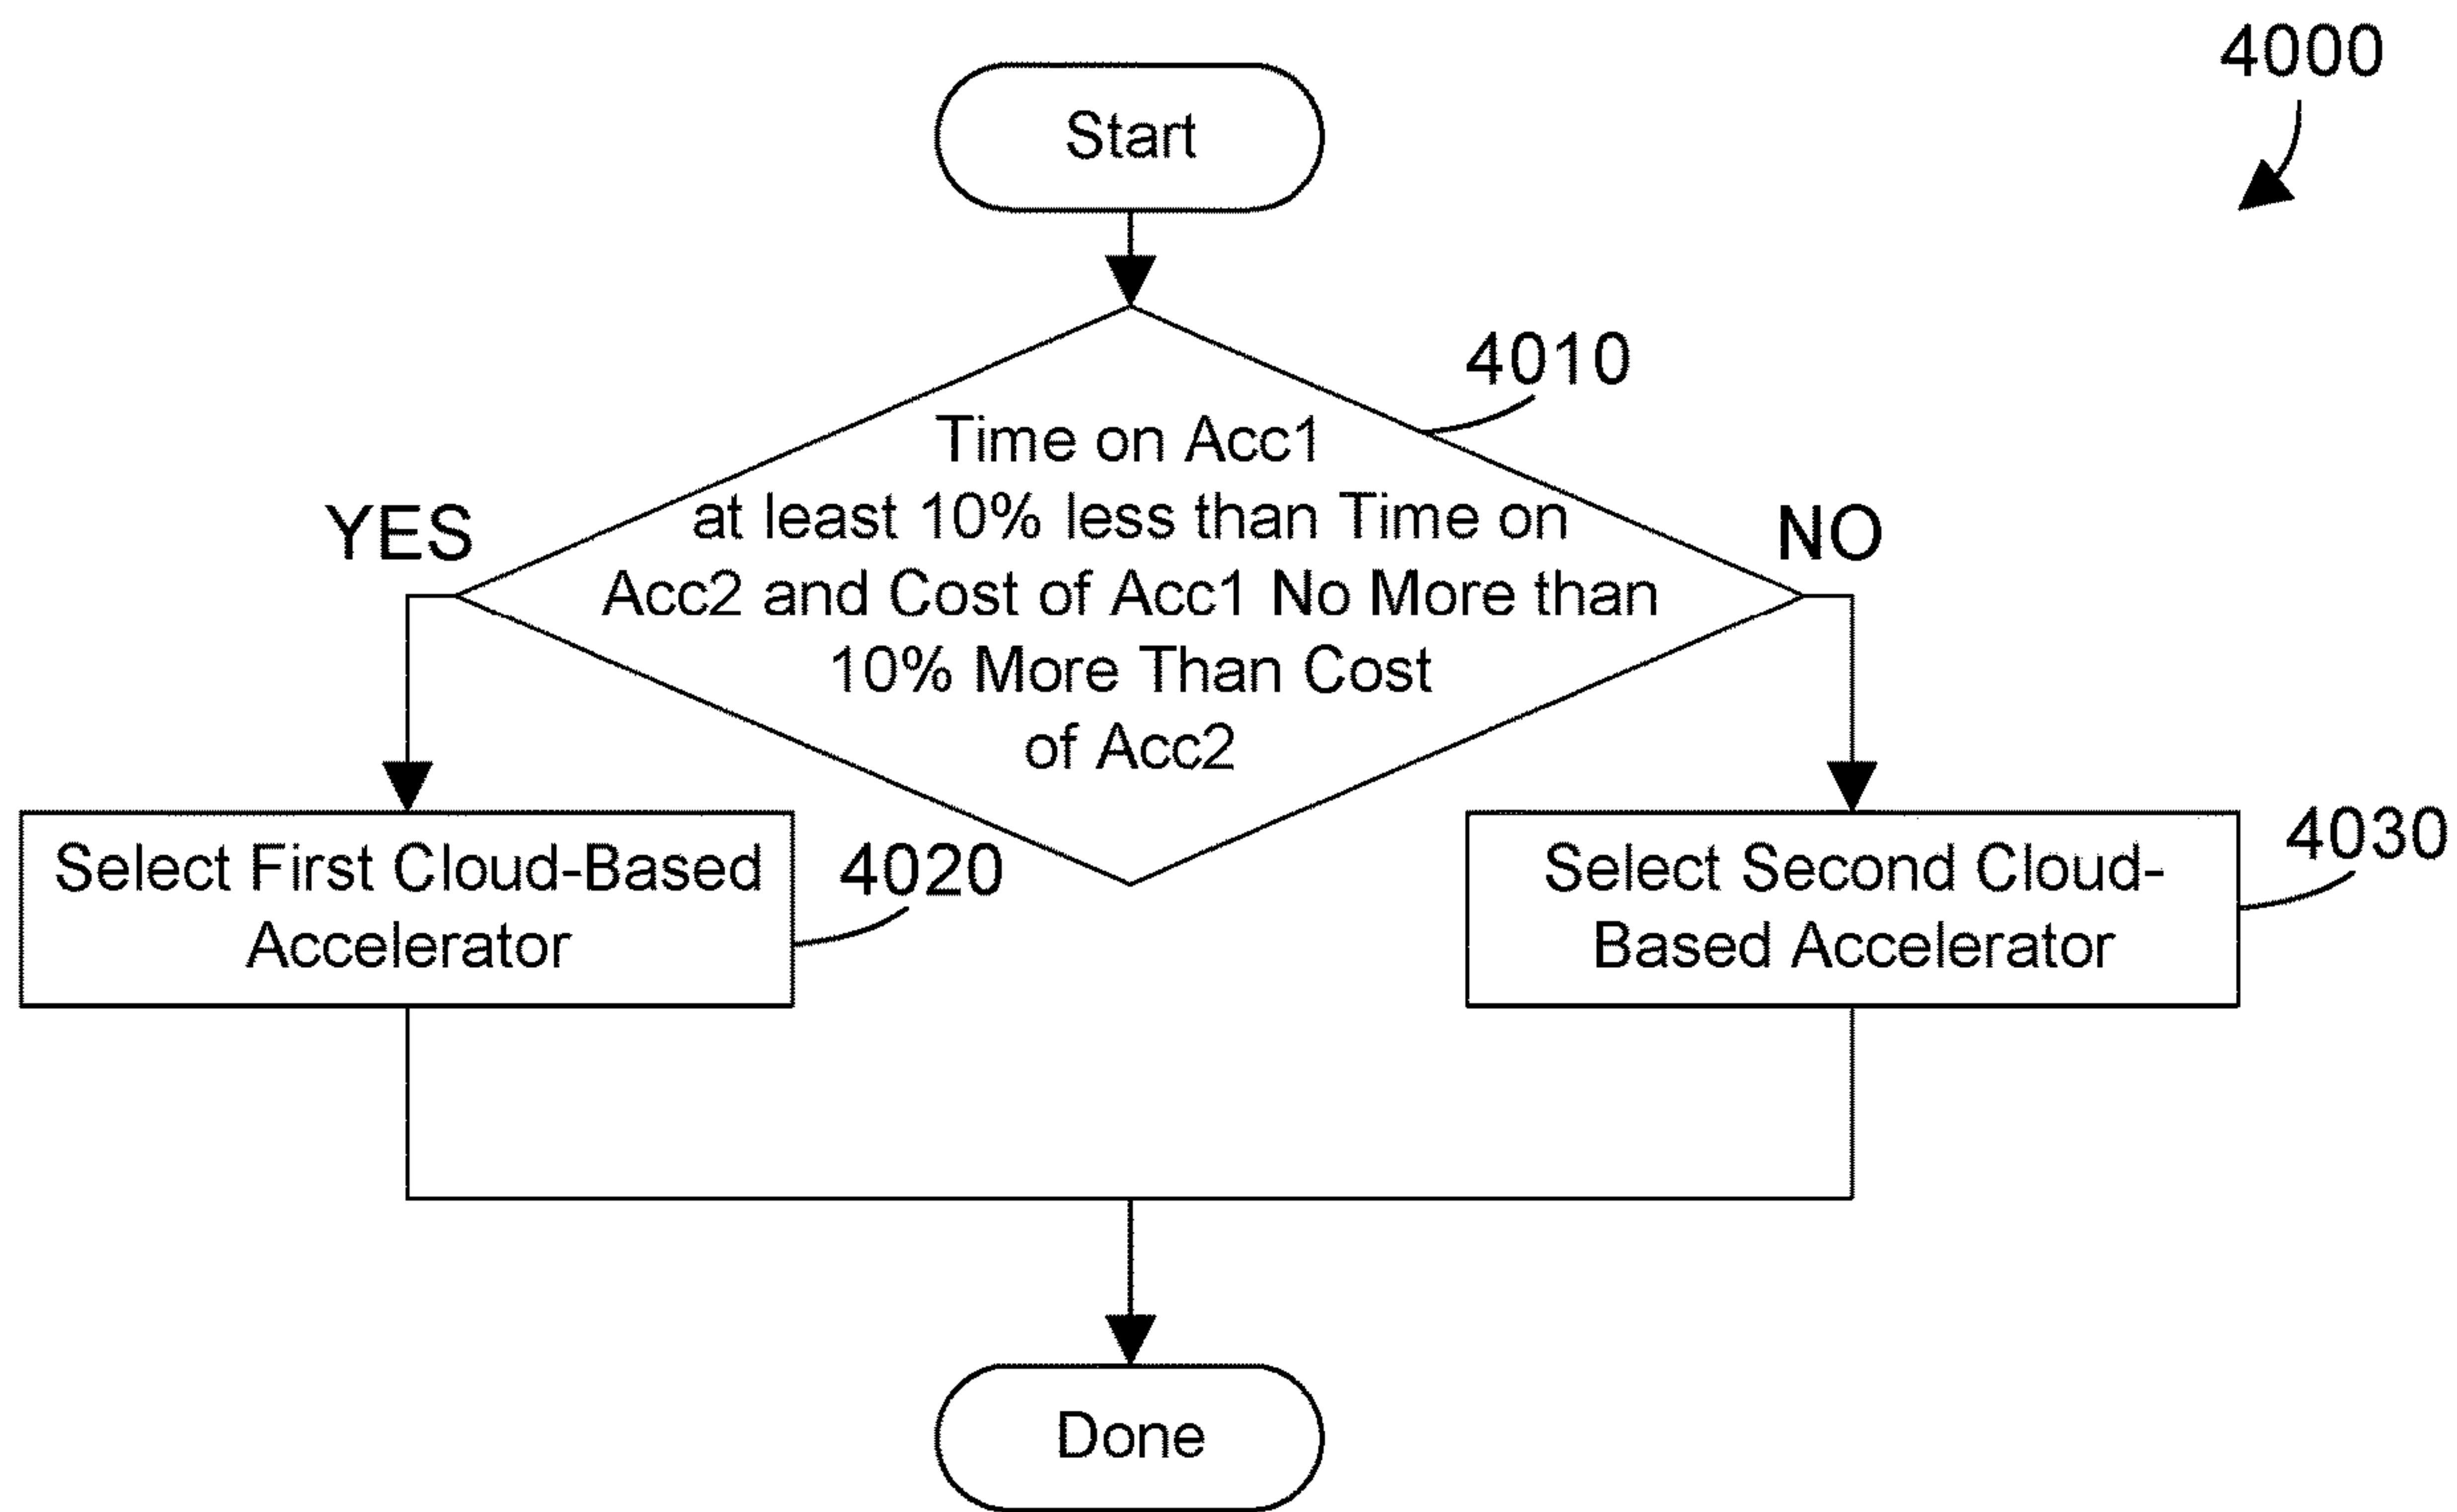 4000
Start
4010
Time on Acc1
at least 10% less than Time on
Acc2 and Cost of Acc1 No More than
10% More Than Cost
of Acc2
YES
NO
Select First Cloud-Based
Accelerator
4020
Select Second Cloud-
Based Accelerator
4030
Done